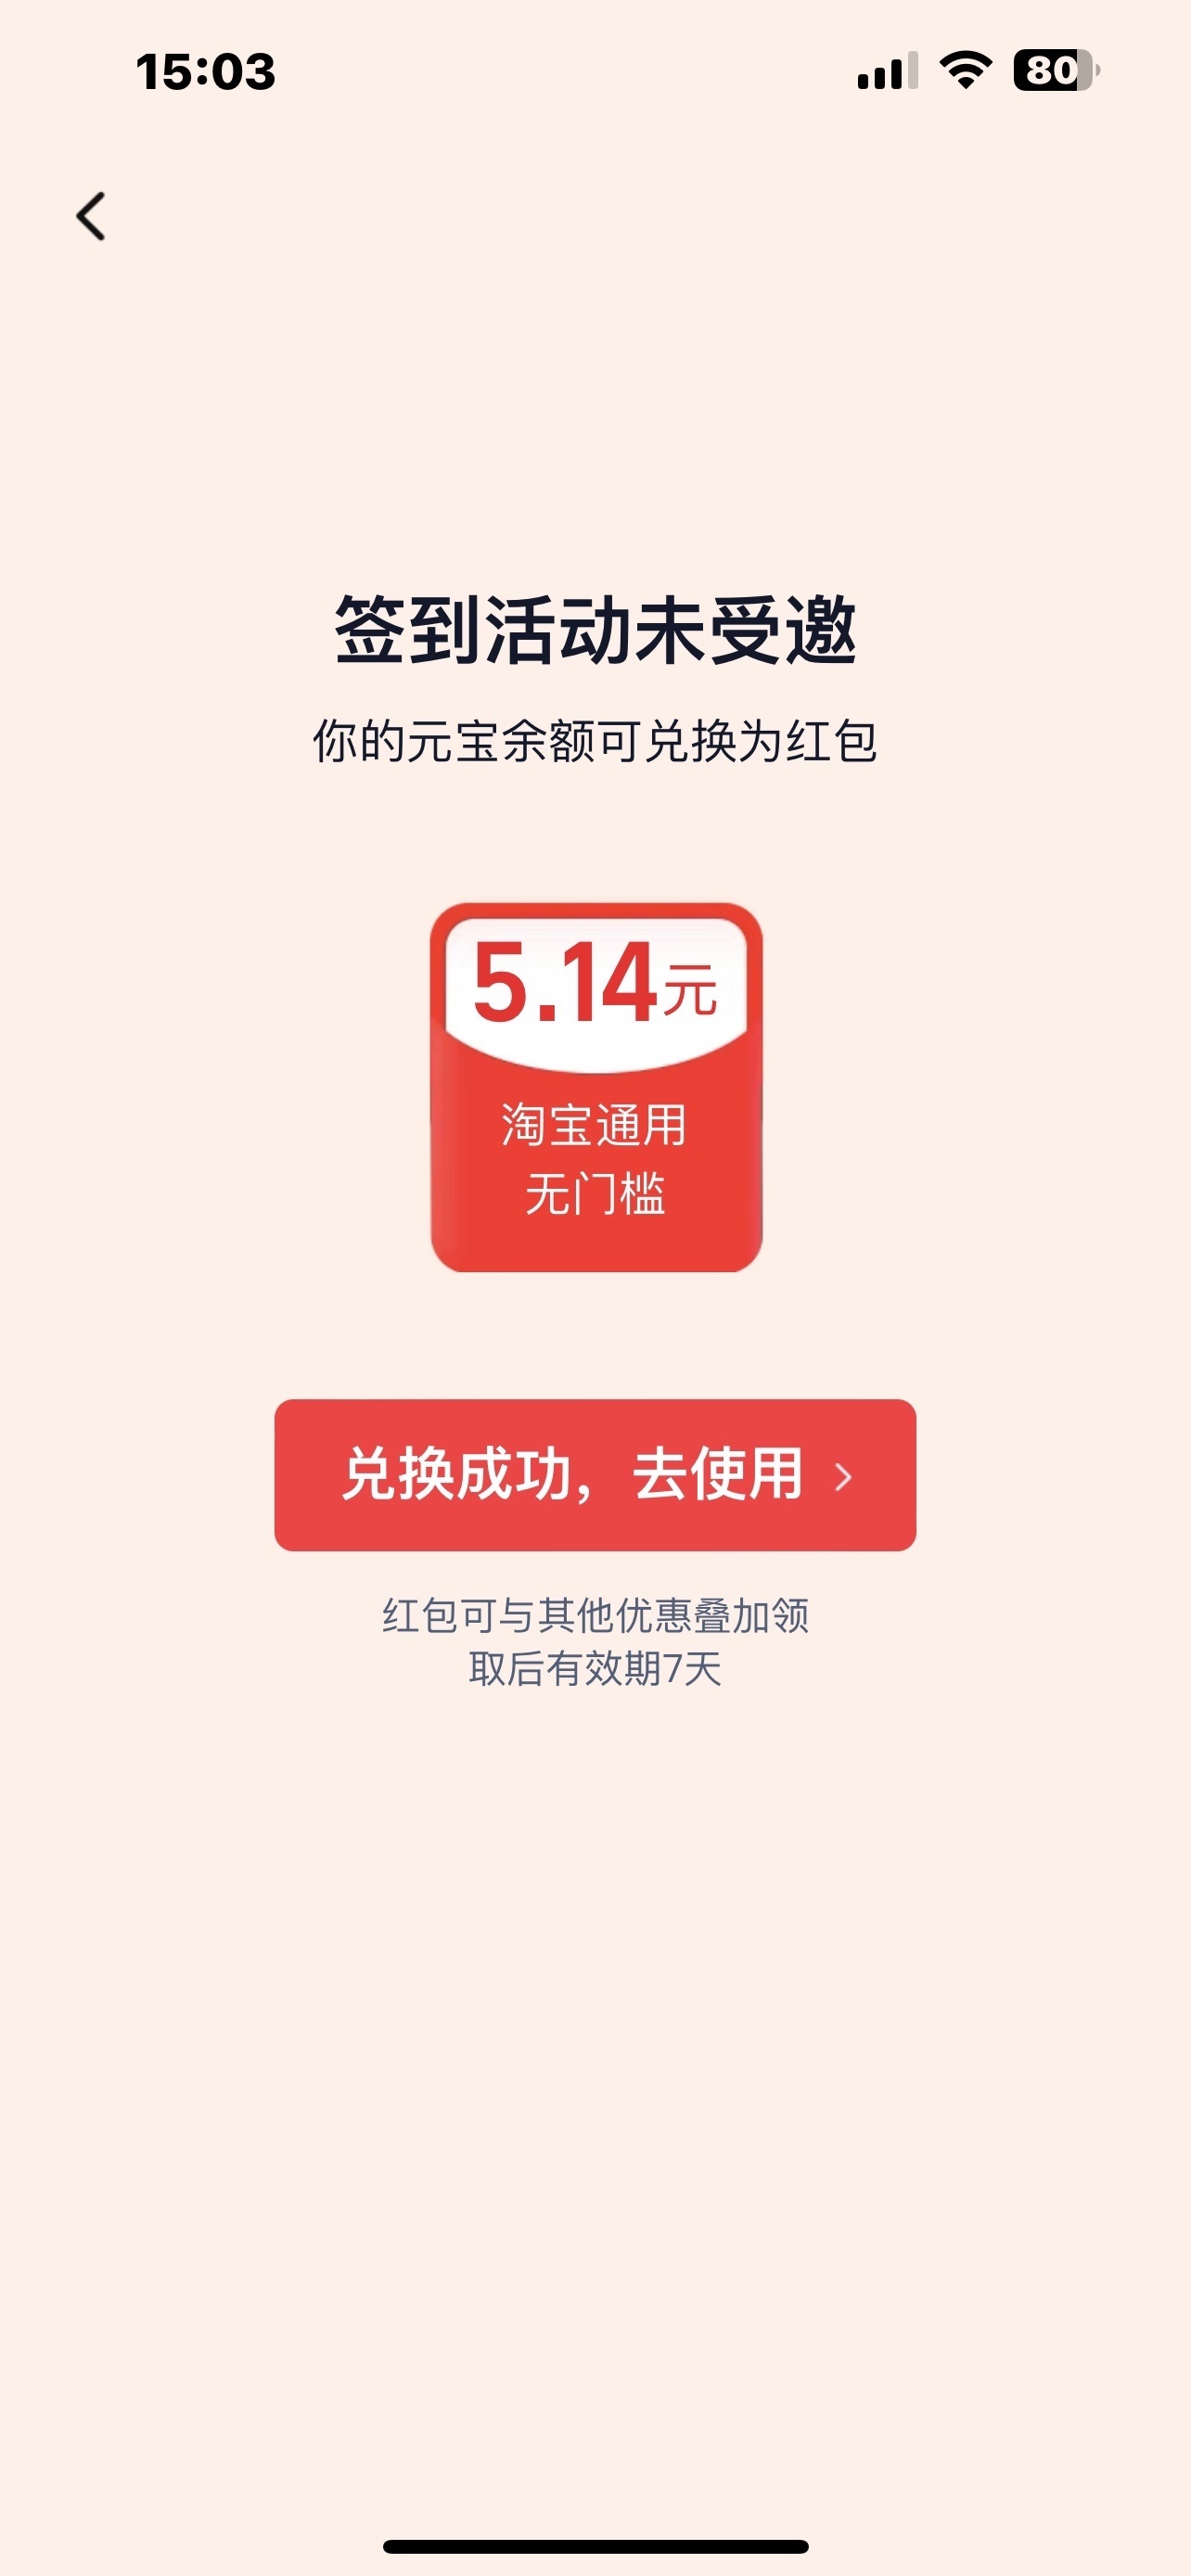 15:03
80
签到活动未受邀
你的元宝余额可兑换为红包
5.14元
淘宝通用
无门槛
兑换成功，去使用
红包可与其他优惠叠加领
取后有效期7天